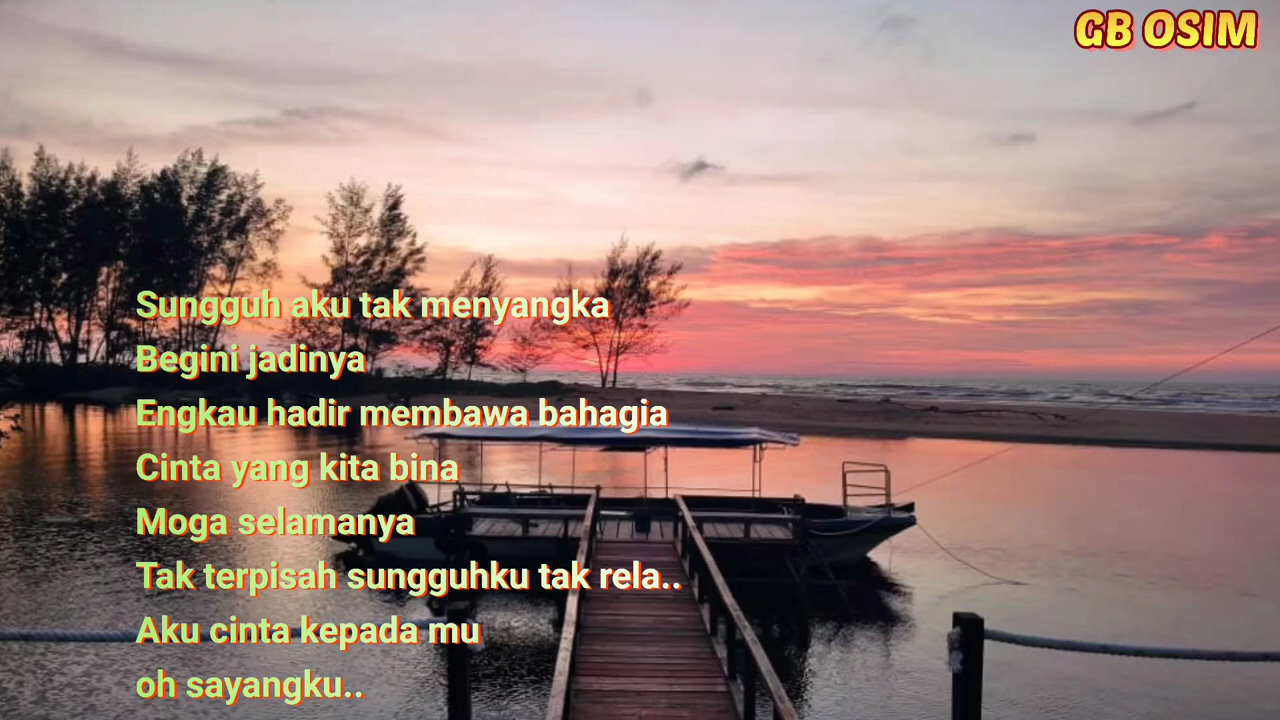 GB OSIM
Sungguh aku tak menyangka
Begini jadinya
Engkau hadir membawa bahagia
Cinta yang kita bina
Moga selamanya
Tak terpisah sungguhku tak rela..
Aku cinta kepada mu
oh sayangku..